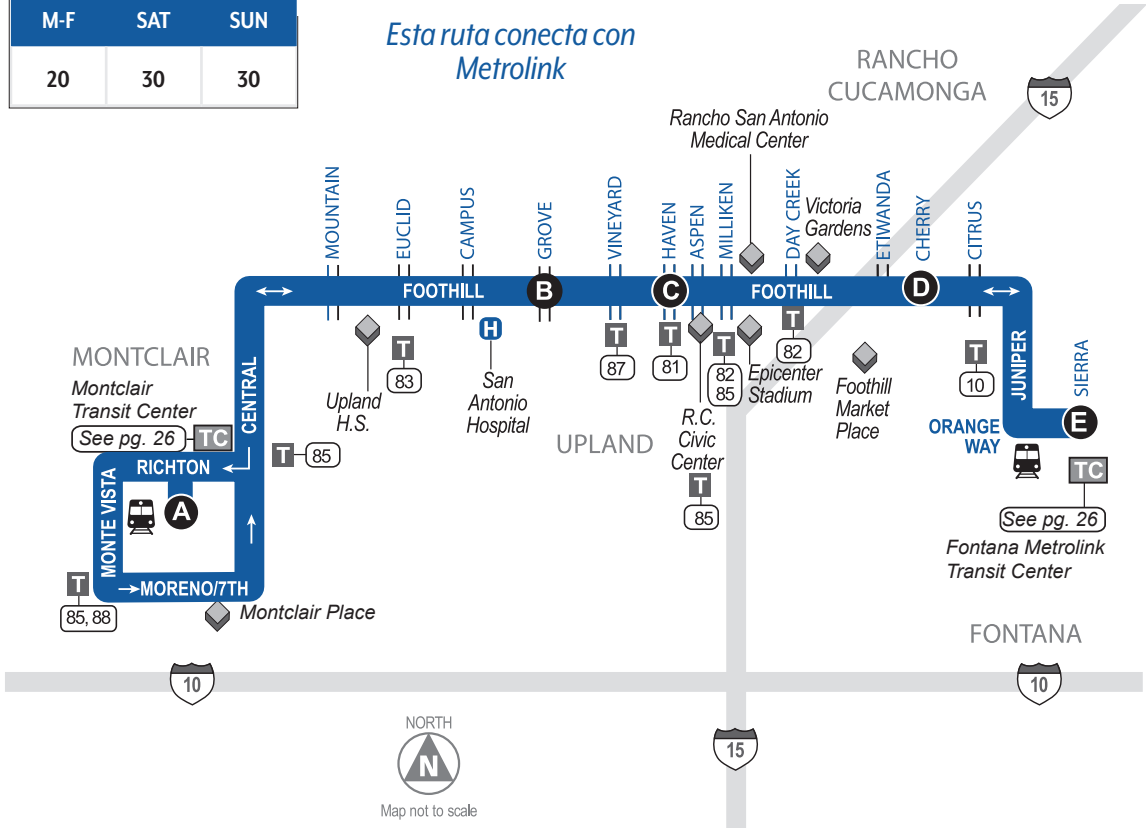 M-F SAT SUN
20 30 30
Esta ruta conecta con
Metrolink
RANCHO
CUCAMONGA
15
Rancho San Antonio
Medical Center
MOUNTAIN
EUCLID
CAMPUS
GROVE
VINEYARD
HAVEN
ASPEN
MILLIKEN
DAY CREEK
Victoria
Gardens
ETIWANDA
CHERRY
CITRUS
FOOTHILL
B
C
FOOTHILL
D
MONTCLAIR
Montclair
Transit Center
See pg. 26
TC
CENTRAL
Upland
H.S.
T
83
H
San
Antonio
Hospital
T
87
T
81
T
82
85
Epicenter
Stadium
T
82
Foothill
Market
Place
T
10
JUNIPER
SIERRA
ORANGE
WAY
E
UPLAND
R.C.
Civic
Center
T
85
T
85
RICHTON
MONTE VISTA
A
TC
See pg. 26
Fontana Metrolink
Transit Center
T
85, 88
MORENO/7TH
Montclair Place
FONTANA
10
10
15
NORTH
N
Map not to scale